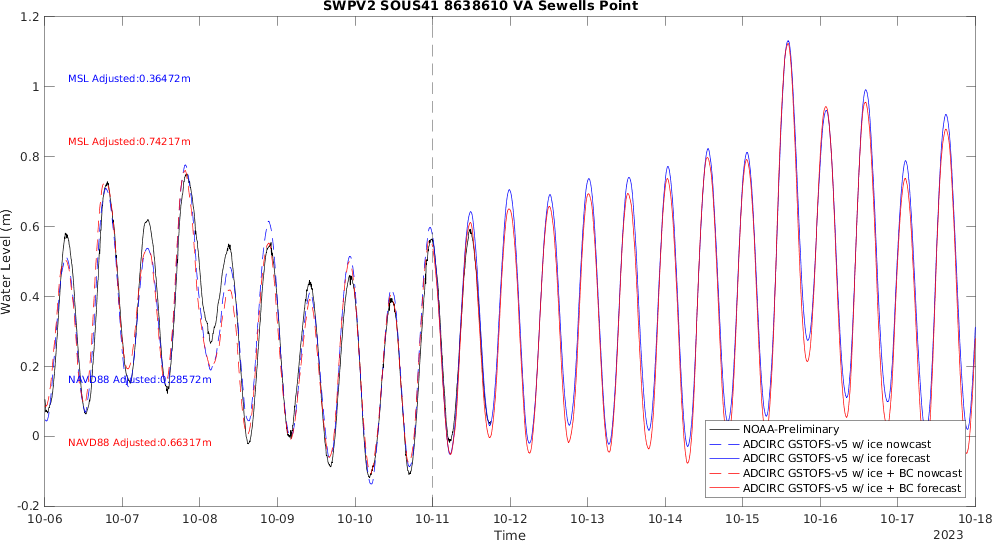 SWPV2 SOUS41 8638610 VA Sewells Point
1.2
1
0.8
0.6
0.4
0.2
0
-0.2
Water Level (m)
MSL Adjusted:0.36472m
MSL Adjusted:0.74217m
NAVD88 Adjusted:0.28572m
NAVD88 Adjusted:0.66317m
NOAA-Preliminary
ADCIRC GSTOFS-v5 w/ ice nowcast
ADCIRC GSTOFS-v5 w/ ice forecast
ADCIRC GSTOFS-v5 w/ ice + BC nowcast
ADCIRC GSTOFS-v5 w/ ice + BC forecast
10-06 10-07 10-08 10-09 10-10 10-11 10-12 10-13 10-14 10-15 10-16 10-17 10-18
Time
2023